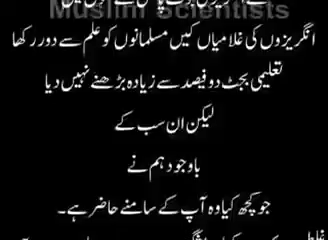 Muslim Scientists
انگریزوں کی غلامیاں کیں مسلمانوں کو علم سے دور رکھا
تعلیمی بجٹ دو فیصد سے زیادہ بڑھنے نہیں دیا
لیکن ان سب کے
باوجود ہم نے
جو کچھ کیا وہ آپ کے سامنے حاضر ہے۔